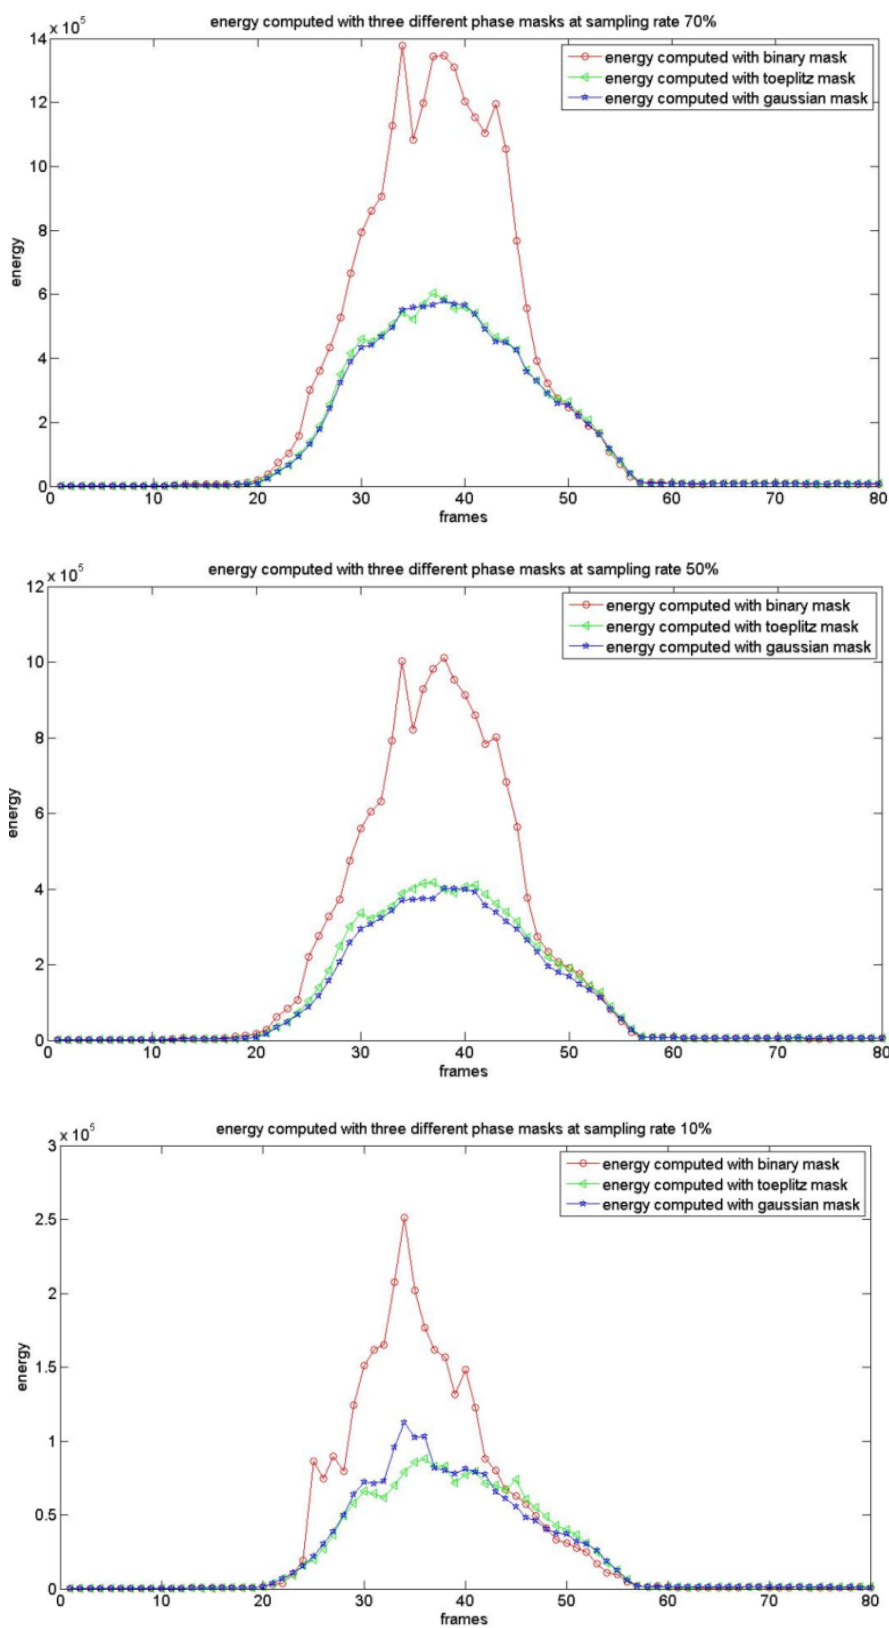 energy computed with three different phase masks at sampling rate 70%
x 10^5
14
energy computed with binary mask
energy computed with toeplitz mask
energy computed with gaussian mask
12
10
8
6
4
2
0
energy
0 10 20 30 40 50 60 70 80
frames
energy computed with three different phase masks at sampling rate 50%
x 10^5
12
energy computed with binary mask
energy computed with toeplitz mask
energy computed with gaussian mask
10
8
6
4
2
0
energy
0 10 20 30 40 50 60 70 80
frames
energy computed with three different phase masks at sampling rate 10%
x 10^5
3
energy computed with binary mask
energy computed with toeplitz mask
energy computed with gaussian mask
2.5
2
1.5
1
0.5
0
energy
0 10 20 30 40 50 60 70 80
frames